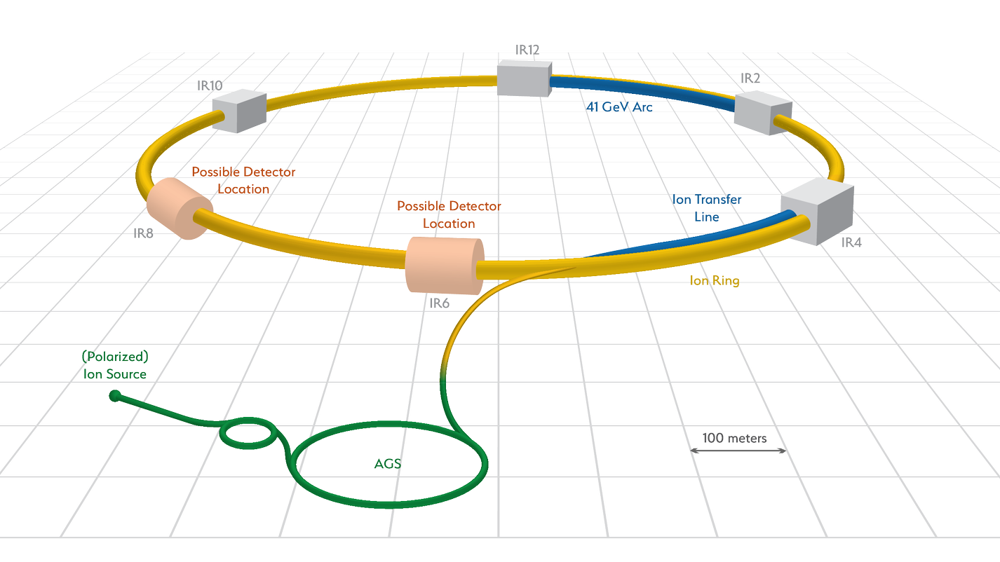 IR12
IR2
IR10
41 GeV Arc
Possible Detector
Location
Ion Transfer
Line
Possible Detector
Location
IR8
IR4
Ion Ring
IR6
(Polarized)
Ion Source
100 meters
AGS